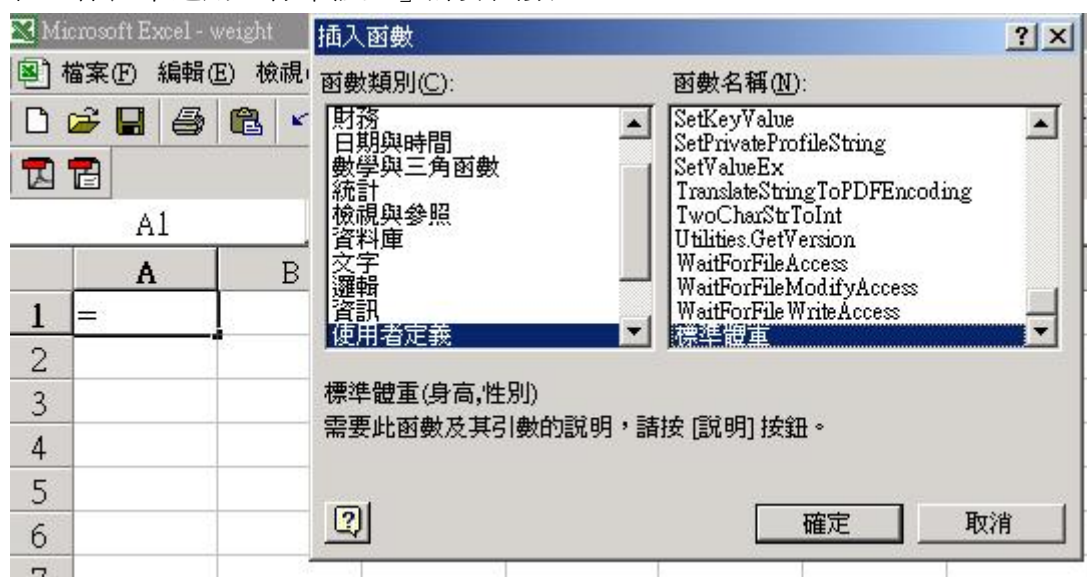 Microsoft Excel - weight
檔案(F) 編輯(E) 檢視
A1
A B
1 =
2
3
4
5
6
7
插入函數
函數類別(C):
財務
日期與時間
數學與三角函數
統計
檢視與參照
資料庫
文字
邏輯
資訊
使用者定義
函數名稱(N):
SetKeyValue
SetPrivateProfileString
SetValueEx
TranslateStringToPDFEncoding
TwoCharStrToInt
Utilities.GetVersion
WaitForFileAccess
WaitForFileModifyAccess
WaitForFileWriteAccess
標準體重
標準體重(身高,性別)
需要此函數及其引數的說明，請按 [說明] 按鈕。
確定 取消